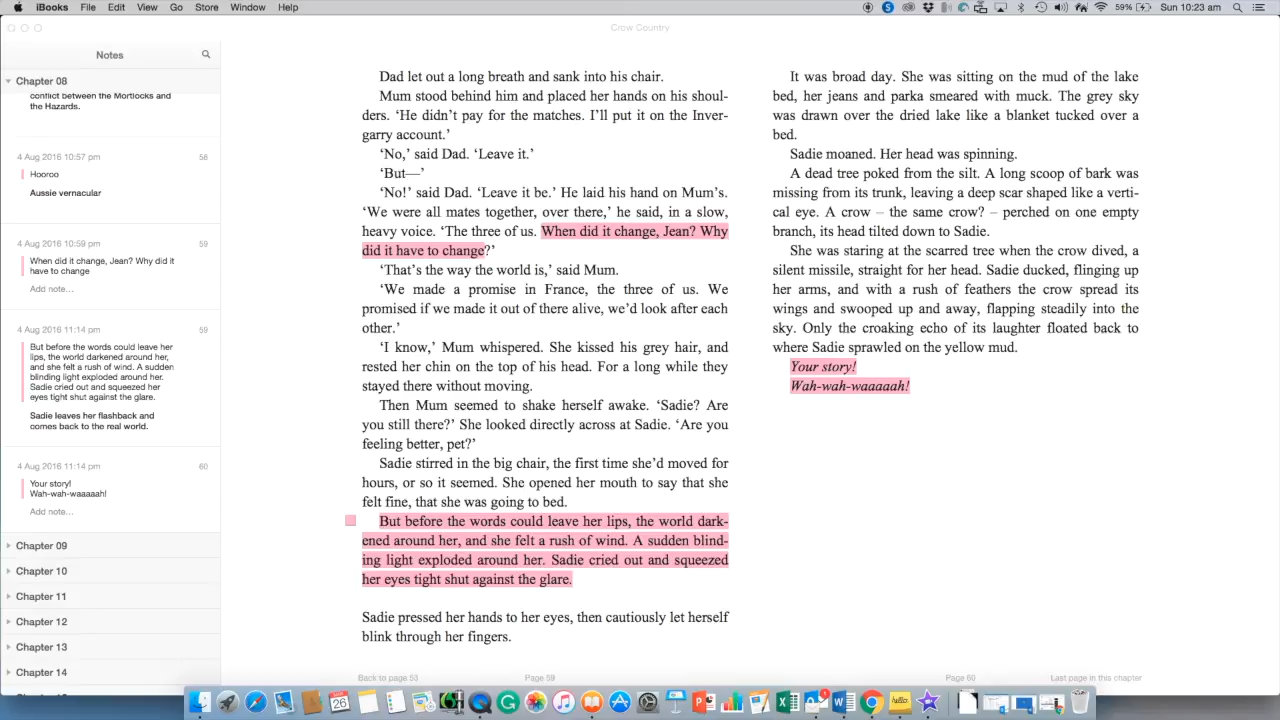 iBooks File Edit View Go Store Window Help
59% Sun 10:23 am
Crow Country
Notes
Chapter 08
conflict between the Mortlocks and
the Hazards.
4 Aug 2016 10:57 pm 58
Hooroo
Aussie vernacular
4 Aug 2016 10:59 pm 59
When did it change, Jean? Why did it
have to change
Add note...
4 Aug 2016 11:14 pm 59
But before the words could leave her
lips, the world darkened around her,
and she felt a rush of wind. A sudden
blinding light exploded around her.
Sadie cried out and squeezed her
eyes tight shut against the glare.
Sadie leaves her flashback and
comes back to the real world.
4 Aug 2016 11:14 pm 60
Your story!
Wah-wah-waaaaah!
Add note...
Chapter 09
Chapter 10
Chapter 11
Chapter 12
Chapter 13
Chapter 14
Dad let out a long breath and sank into his chair.
Mum stood behind him and placed her hands on his shoul-
ders. ‘He didn’t pay for the matches. I’ll put it on the Inver-
garry account.’
‘No,’ said Dad. ‘Leave it.’
‘But—’
‘No!’ said Dad. ‘Leave it be.’ He laid his hand on Mum’s.
‘We were all mates together, over there,’ he said, in a slow,
heavy voice. ‘The three of us. When did it change, Jean? Why
did it have to change?’
‘That’s the way the world is,’ said Mum.
‘We made a promise in France, the three of us. We
promised if we made it out of there alive, we’d look after each
other.’
‘I know,’ Mum whispered. She kissed his grey hair, and
rested her chin on the top of his head. For a long while they
stayed there without moving.
Then Mum seemed to shake herself awake. ‘Sadie? Are
you still there?’ She looked directly across at Sadie. ‘Are you
feeling better, pet?’
Sadie stirred in the big chair, the first time she’d moved for
hours, or so it seemed. She opened her mouth to say that she
felt fine, that she was going to bed.
But before the words could leave her lips, the world dark-
ened around her, and she felt a rush of wind. A sudden blind-
ing light exploded around her. Sadie cried out and squeezed
her eyes tight shut against the glare.
Sadie pressed her hands to her eyes, then cautiously let herself
blink through her fingers.
Back to page 53 Page 59
It was broad day. She was sitting on the mud of the lake
bed, her jeans and parka smeared with muck. The grey sky
was drawn over the dried lake like a blanket tucked over a
bed.
Sadie moaned. Her head was spinning.
A dead tree poked from the silt. A long scoop of bark was
missing from its trunk, leaving a deep scar shaped like a verti-
cal eye. A crow – the same crow? – perched on one empty
branch, its head tilted down to Sadie.
She was staring at the scarred tree when the crow dived, a
silent missile, straight for her head. Sadie ducked, flinging up
her arms, and with a rush of feathers the crow spread its
wings and swooped up and away, flapping steadily into the
sky. Only the croaking echo of its laughter floated back to
where Sadie sprawled on the yellow mud.
Your story!
Wah-wah-waaaaah!
Page 60 Last page in this chapter
26
hello